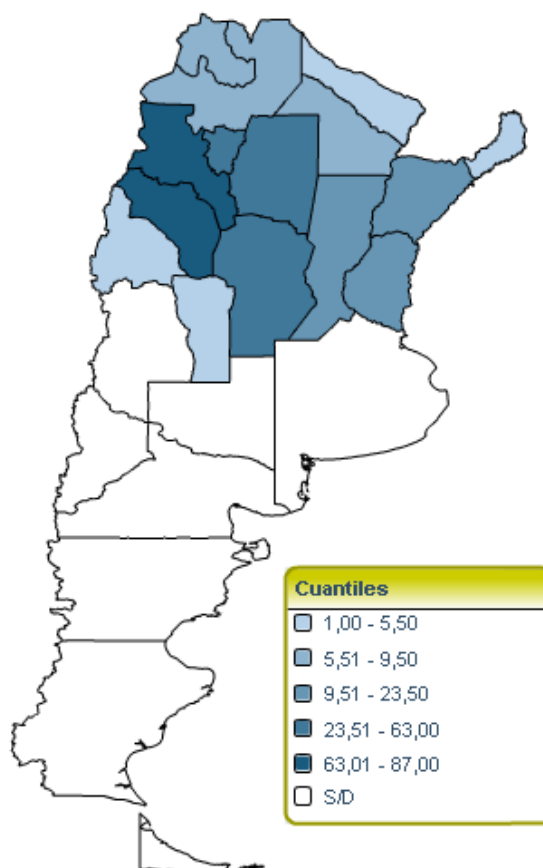 Cuantiles
1,00 - 5,50
5,51 - 9,50
9,51 - 23,50
23,51 - 63,00
63,01 - 87,00
S/D